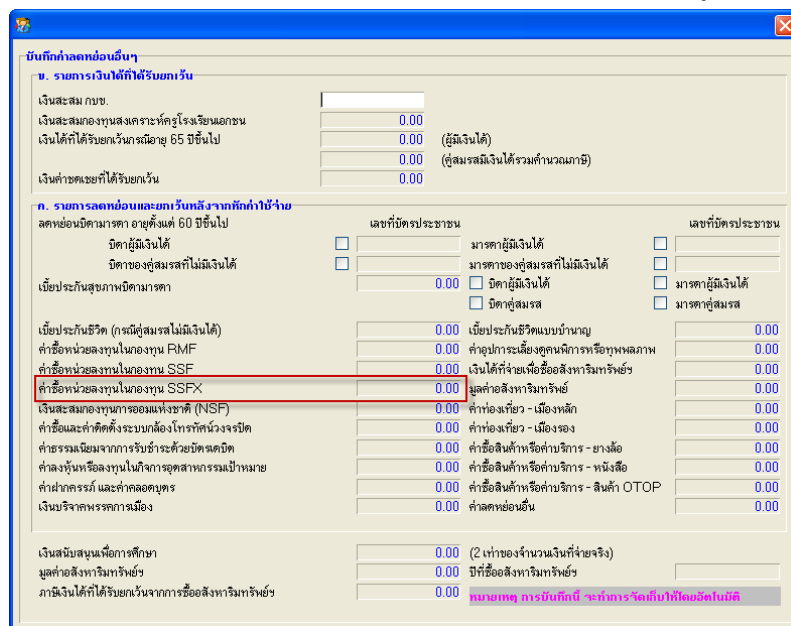 บันทึกค่าลดหย่อนอื่นๆ
ข. รายการเงินได้ที่ได้รับยกเว้น
เงินสะสม กบข.
เงินสะสมกองทุนสงเคราะห์ครูโรงเรียนเอกชน 0.00
เงินได้ที่ได้รับยกเว้นกรณีอายุ 65 ปีขึ้นไป 0.00 (ผู้มีเงินได้)
0.00 (คู่สมรสมีเงินได้รวมคำนวณภาษี)
เงินค่าชดเชยที่ได้รับยกเว้น 0.00
ค. รายการลดหย่อนและยกเว้นหลังจากหักค่าใช้จ่าย
ลดหย่อนบิดามารดา อายุตั้งแต่ 60 ปีขึ้นไป เลขที่บัตรประชาชน เลขที่บัตรประชาชน
บิดาผู้มีเงินได้ มารดาผู้มีเงินได้
บิดาของคู่สมรสที่ไม่มีเงินได้ มารดาของคู่สมรสที่ไม่มีเงินได้
เบี้ยประกันสุขภาพบิดามารดา 0.00 บิดาผู้มีเงินได้ มารดาผู้มีเงินได้
บิดาคู่สมรส มารดาคู่สมรส
เบี้ยประกันชีวิต (กรณีคู่สมรสไม่มีเงินได้) 0.00 เบี้ยประกันชีวิตแบบบำนาญ 0.00
ค่าซื้อหน่วยลงทุนในกองทุน RMF 0.00 ค่าอุปการะเลี้ยงดูคนพิการหรือทุพพลภาพ 0.00
ค่าซื้อหน่วยลงทุนในกองทุน SSF 0.00 เงินได้ที่จ่ายเพื่อซื้ออสังหาริมทรัพย์ฯ 0.00
ค่าซื้อหน่วยลงทุนในกองทุน SSFX 0.00 มูลค่าอสังหาริมทรัพย์ 0.00
เงินสะสมกองทุนการออมแห่งชาติ (NSF) 0.00 ค่าท่องเที่ยว - เมืองหลัก 0.00
ค่าซื้อและค่าติดตั้งระบบกล้องโทรทัศน์วงจรปิด 0.00 ค่าท่องเที่ยว - เมืองรอง 0.00
ค่าธรรมเนียมจากการรับชำระด้วยบัตรเดบิต 0.00 ค่าซื้อสินค้าหรือค่าบริการ - ยางล้อ 0.00
ค่าลงหุ้นหรือลงทุนในกิจการอุตสาหกรรมเป้าหมาย 0.00 ค่าซื้อสินค้าหรือค่าบริการ - หนังสือ 0.00
ค่าฝากครรภ์ และค่าคลอดบุตร 0.00 ค่าซื้อสินค้าหรือค่าบริการ - สินค้า OTOP 0.00
เงินบริจาคพรรคการเมือง 0.00 ค่าลดหย่อนอื่น 0.00
เงินสนับสนุนเพื่อการศึกษา 0.00 (2 เท่าของจำนวนเงินที่จ่ายจริง)
มูลค่าอสังหาริมทรัพย์ฯ 0.00 ปีที่ซื้ออสังหาริมทรัพย์ฯ
ภาษีเงินได้ที่ได้รับยกเว้นจากการซื้ออสังหาริมทรัพย์ฯ 0.00 หมายเหตุ การบันทึกนี้ จะทำการจัดเก็บให้โดยอัตโนมัติ